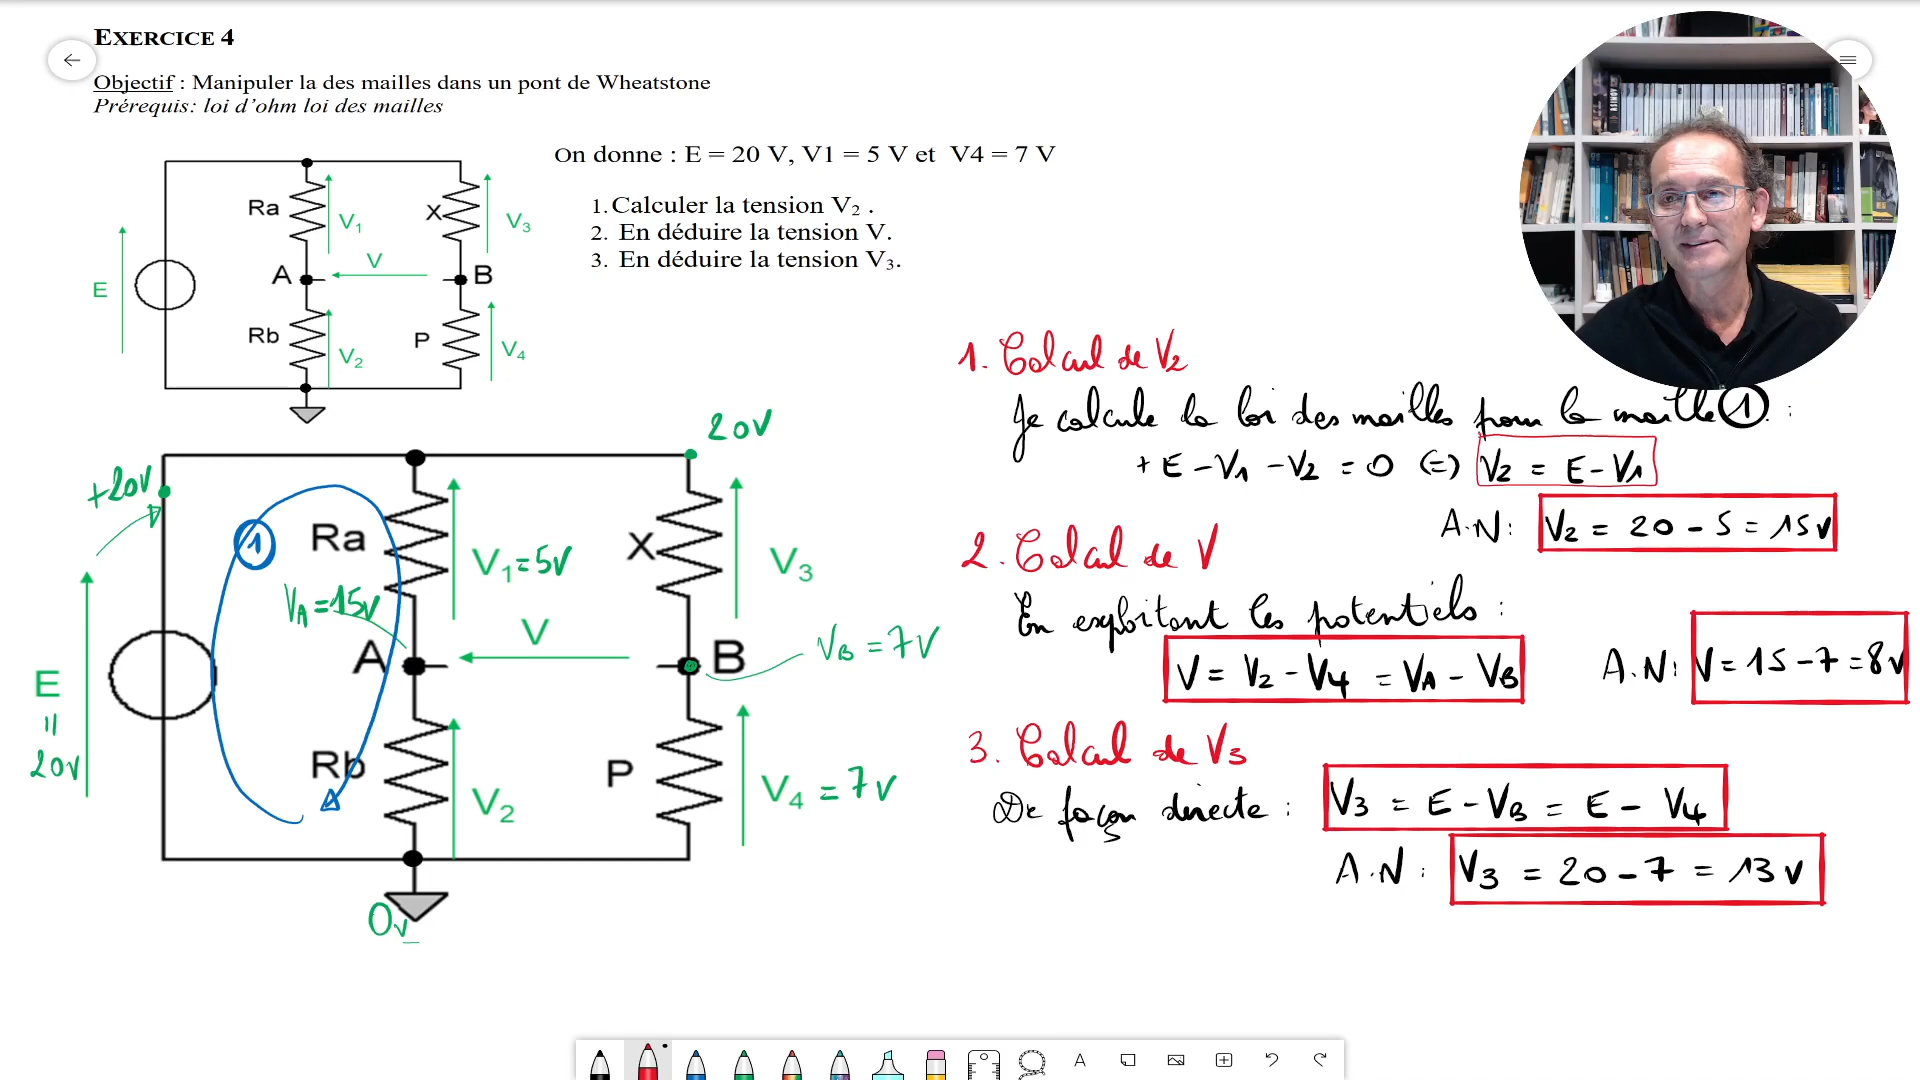 EXERCICE 4
Objectif : Manipuler la des mailles dans un pont de Wheatstone
Prérequis: loi d'ohm loi des mailles
On donne : E = 20 V, V1 = 5 V et V4 = 7 V
1. Calculer la tension V2 .
2. En déduire la tension V.
3. En déduire la tension V3.
Ra
V1
X
V3
A
V
B
E
Rb
V2
P
V4
20V
+20V
1
Ra
V1=5V
X
V3
VA=15V
V
A
B
VB=7V
E
=
20V
Rb
V2
P
V4=7V
0V
1. Calcul de V2
Je calcule la loi des mailles pour la maille 1 :
+ E - V1 - V2 = 0 (=) V2 = E - V1
A.N: V2 = 20 - 5 = 15V
2. Calcul de V
En exploitant les potentiels :
V = V2 - V4 = VA - VB
A.N: V = 15 - 7 = 8V
3. Calcul de V3
De façon directe : V3 = E - VB = E - V4
A.N : V3 = 20 - 7 = 13V
A